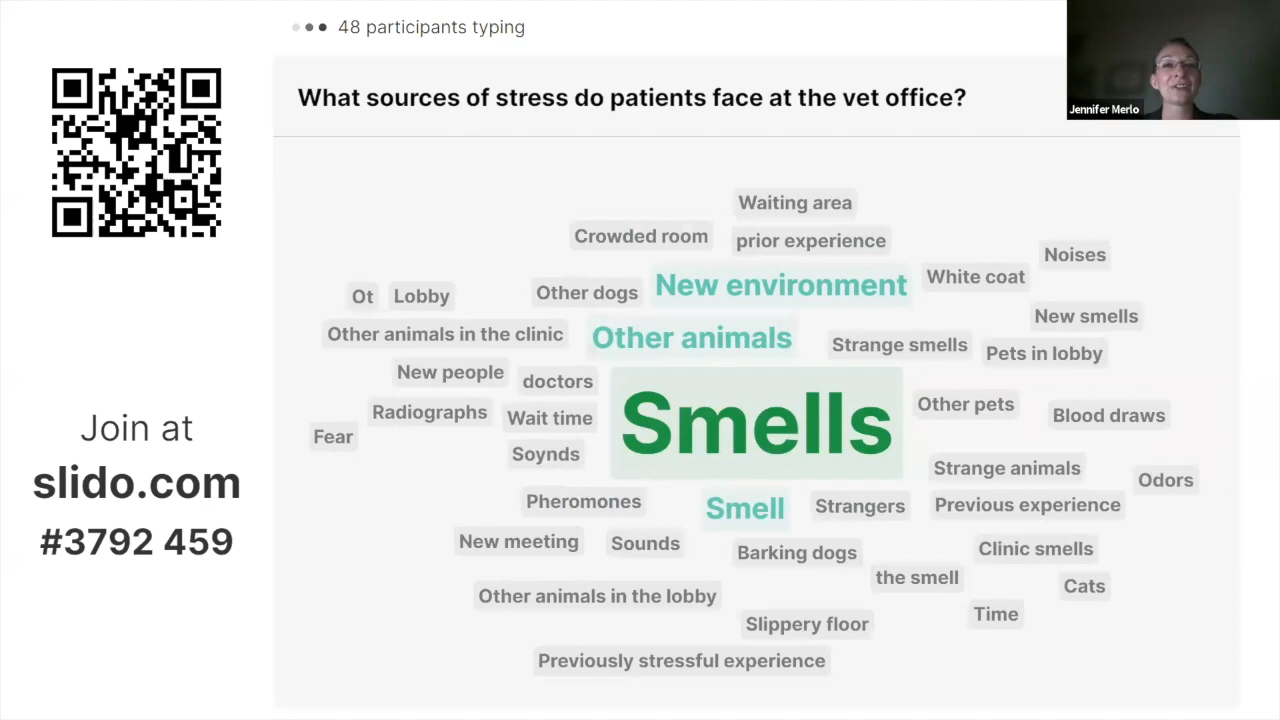 48 participants typing
What sources of stress do patients face at the vet office?
Jennifer Merlo
Waiting area
Crowded room
prior experience
Noises
New environment
White coat
Other dogs
Ot
Lobby
New smells
Other animals in the clinic
Other animals
Strange smells
Pets in lobby
New people
doctors
Smells
Other pets
Radiographs
Wait time
Blood draws
Fear
Soynds
Strange animals
Odors
Pheromones
Smell
Strangers
Previous experience
New meeting
Sounds
Barking dogs
Clinic smells
the smell
Cats
Other animals in the lobby
Time
Slippery floor
Previously stressful experience
Join at
slido.com
#3792 459